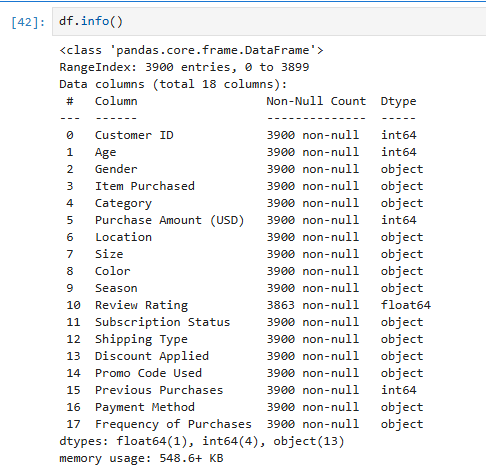 [42]: df.info()
<class 'pandas.core.frame.DataFrame'>
RangeIndex: 3900 entries, 0 to 3899
Data columns (total 18 columns):
 #   Column                  Non-Null Count  Dtype
---  ------                  --------------  -----
 0   Customer ID             3900 non-null   int64
 1   Age                     3900 non-null   int64
 2   Gender                  3900 non-null   object
 3   Item Purchased          3900 non-null   object
 4   Category                3900 non-null   object
 5   Purchase Amount (USD)   3900 non-null   int64
 6   Location                3900 non-null   object
 7   Size                    3900 non-null   object
 8   Color                   3900 non-null   object
 9   Season                  3900 non-null   object
 10  Review Rating           3863 non-null   float64
 11  Subscription Status     3900 non-null   object
 12  Shipping Type           3900 non-null   object
 13  Discount Applied        3900 non-null   object
 14  Promo Code Used         3900 non-null   object
 15  Previous Purchases      3900 non-null   int64
 16  Payment Method          3900 non-null   object
 17  Frequency of Purchases  3900 non-null   object
dtypes: float64(1), int64(4), object(13)
memory usage: 548.6+ KB